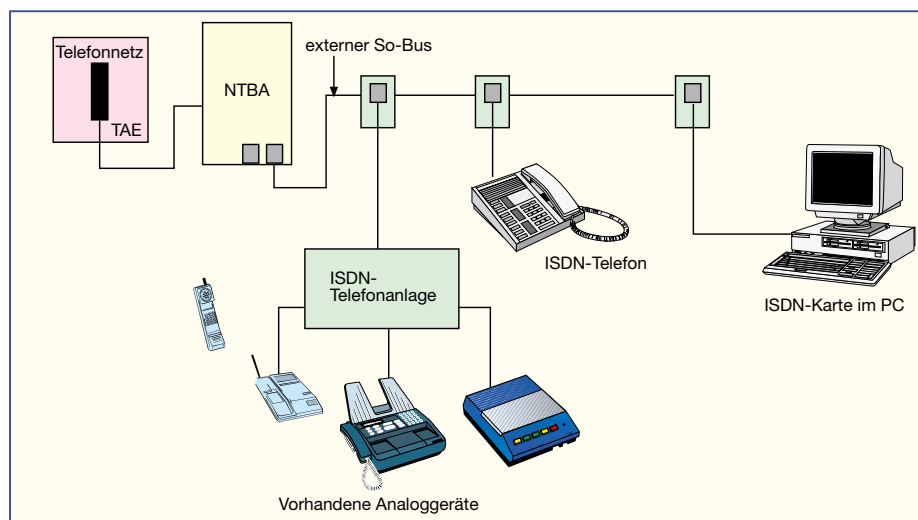 externer So-Bus
Telefonnetz
NTBA
TAE
ISDN-Telefon
ISDN-
Telefonanlage
ISDN-Karte im PC
Vorhandene Analoggeräte